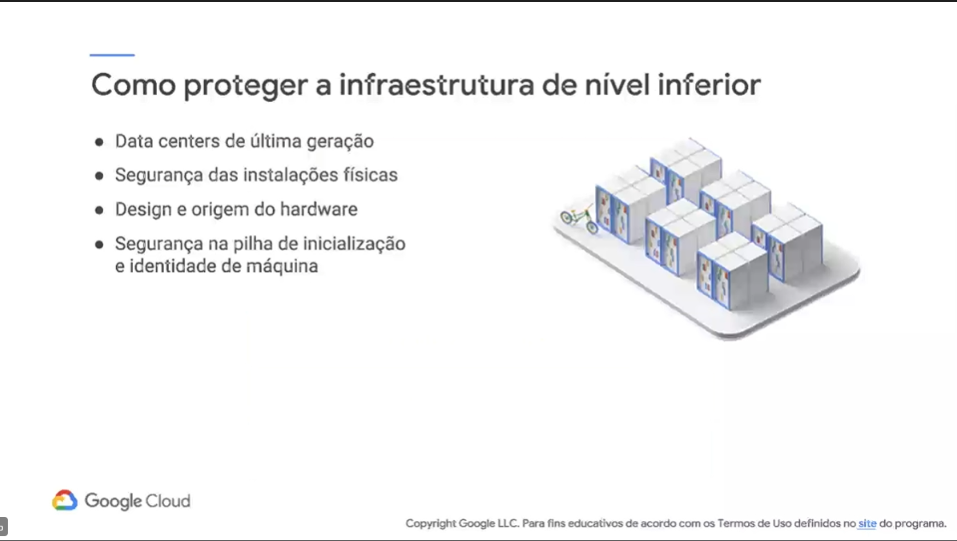 Como proteger a infraestrutura de nível inferior
● Data centers de última geração
● Segurança das instalações físicas
● Design e origem do hardware
● Segurança na pilha de inicialização
e identidade de máquina
Google Cloud
Copyright Google LLC. Para fins educativos de acordo com os Termos de Uso definidos no site do programa.